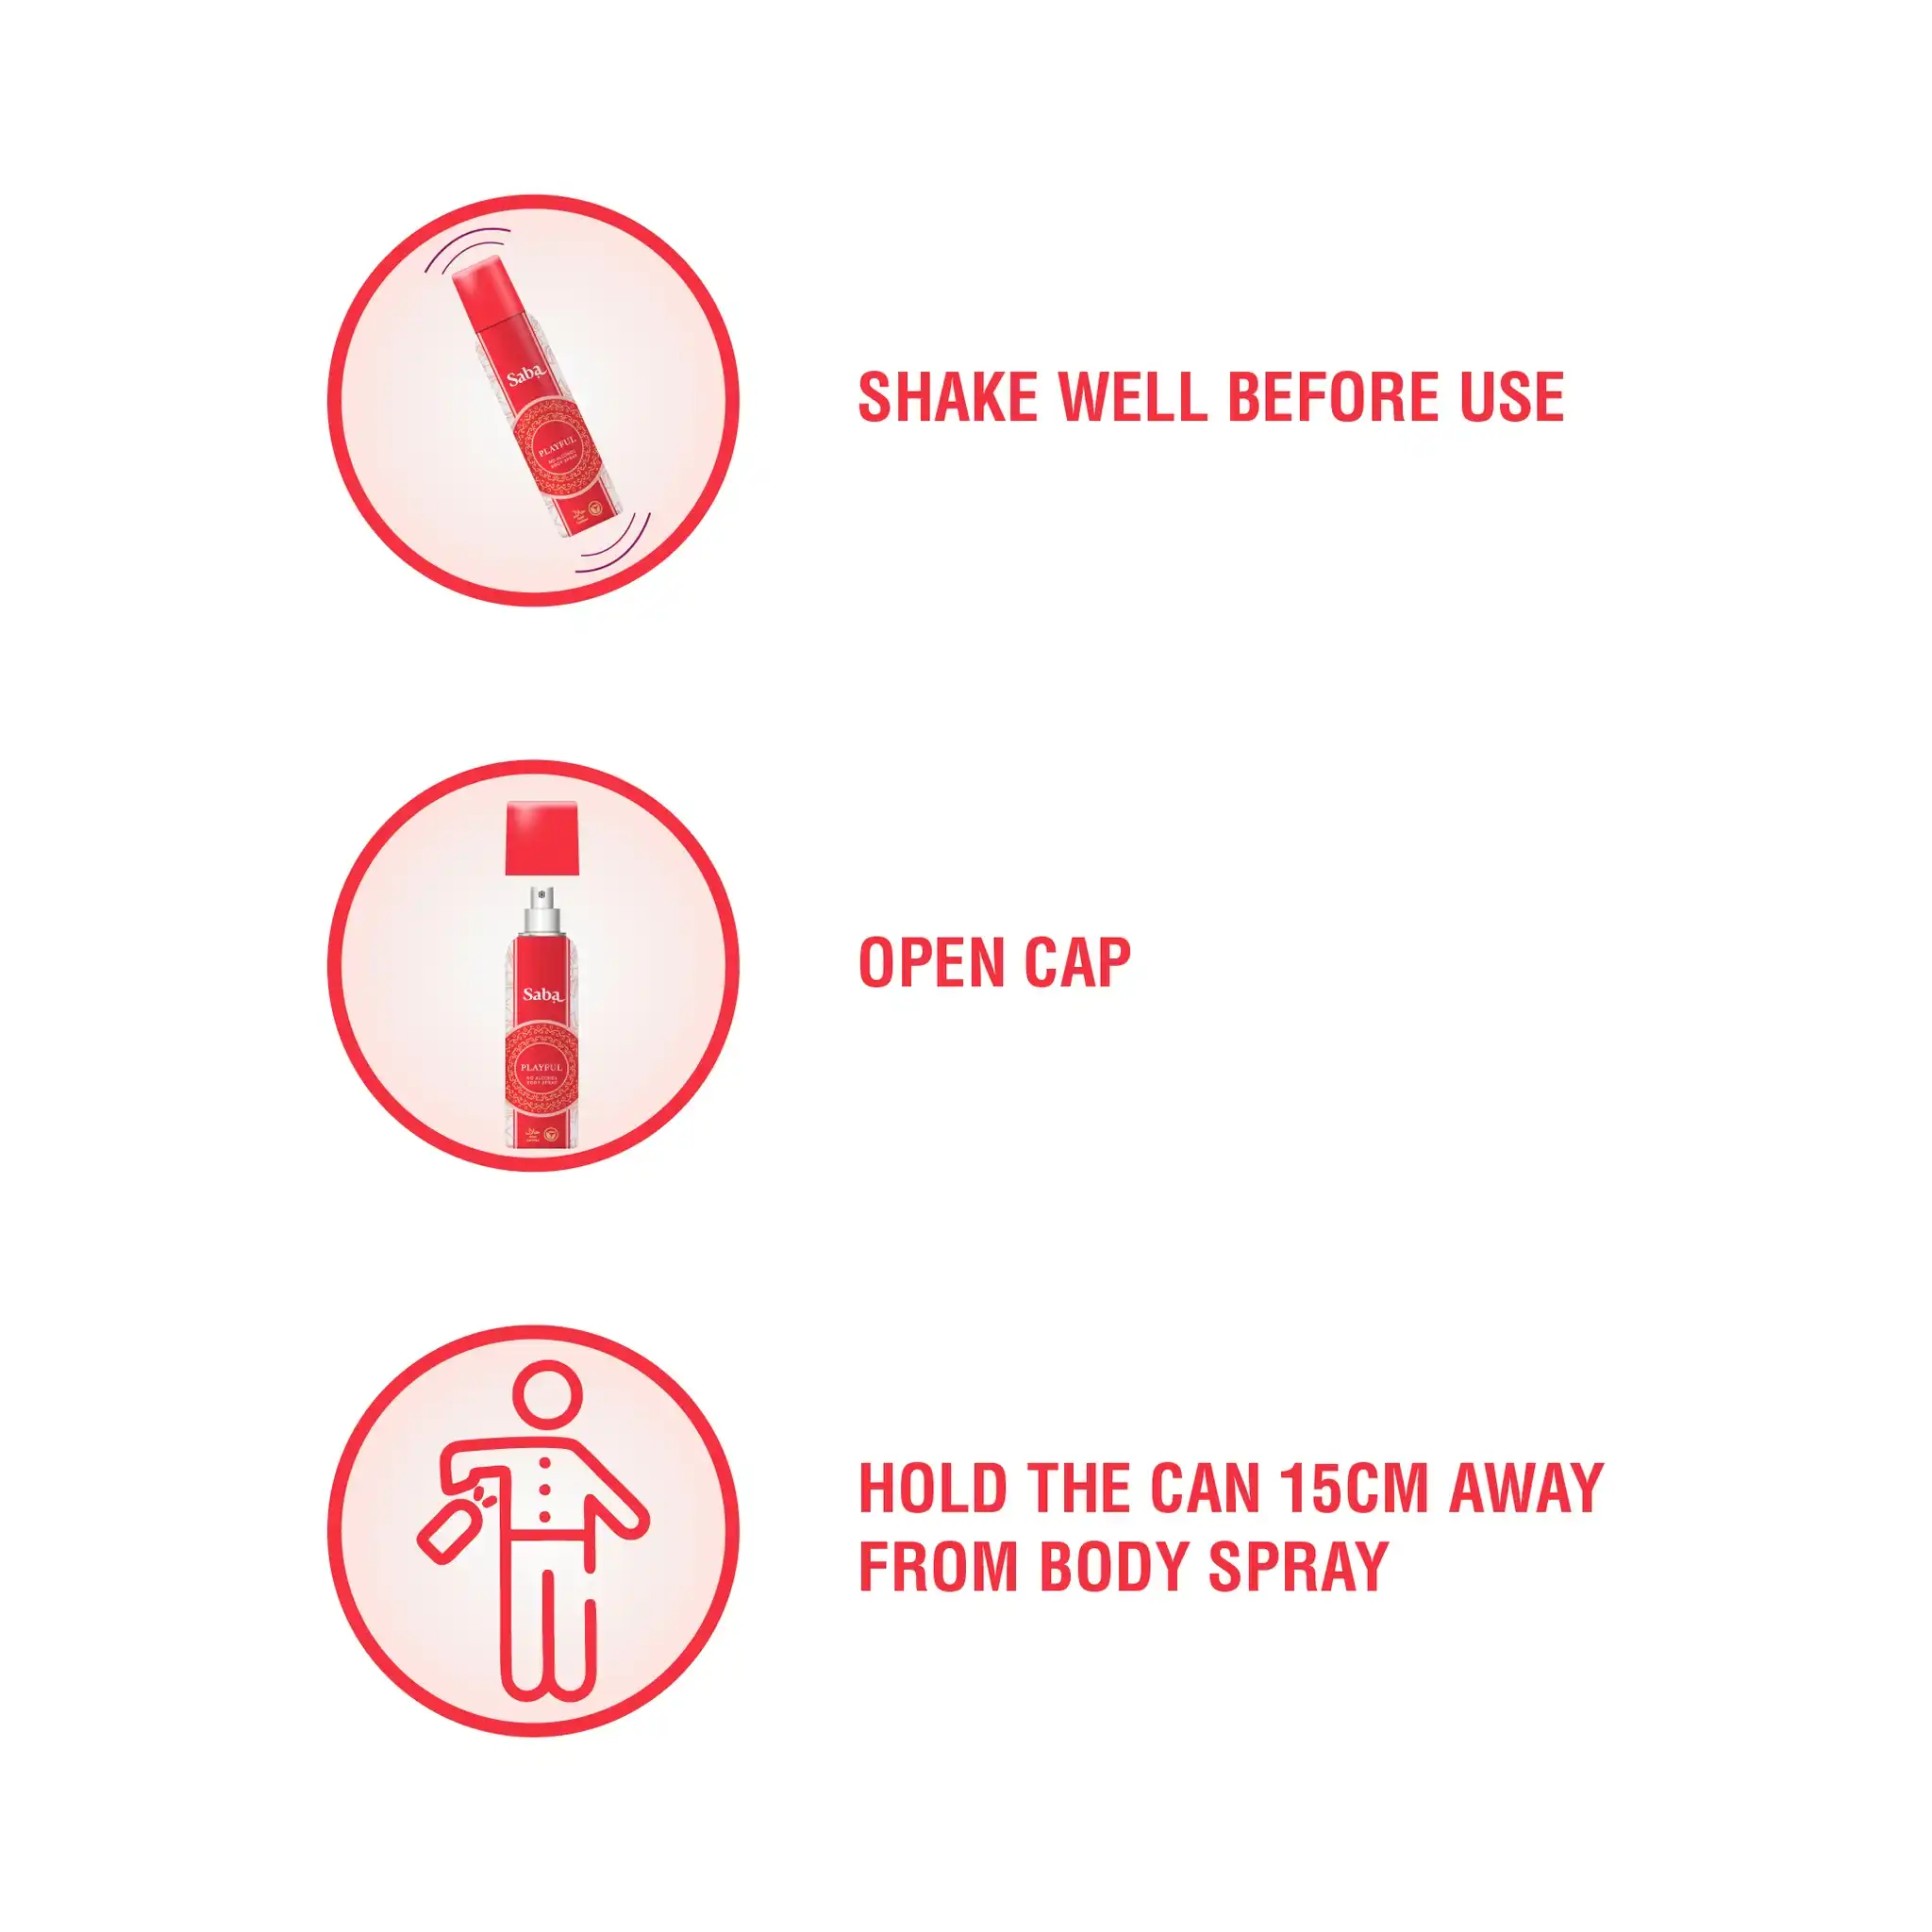 Saba
PLAYFUL
NO ALCOHOL
BODY SPRAY
SHAKE WELL BEFORE USE
Saba
PLAYFUL
NO ALCOHOL
BODY SPRAY
OPEN CAP
HOLD THE CAN 15CM AWAY
FROM BODY SPRAY